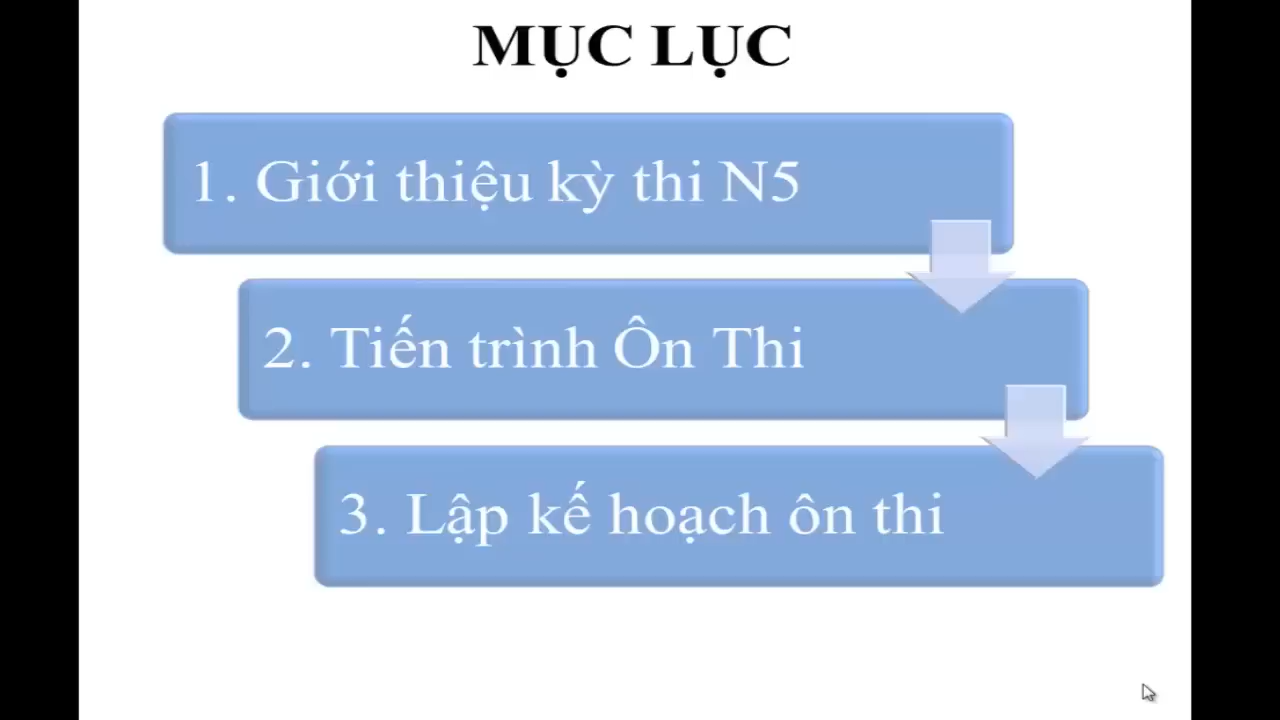 MỤC LỤC
1. Giới thiệu kỳ thi N5
2. Tiến trình Ôn Thi
3. Lập kế hoạch ôn thi